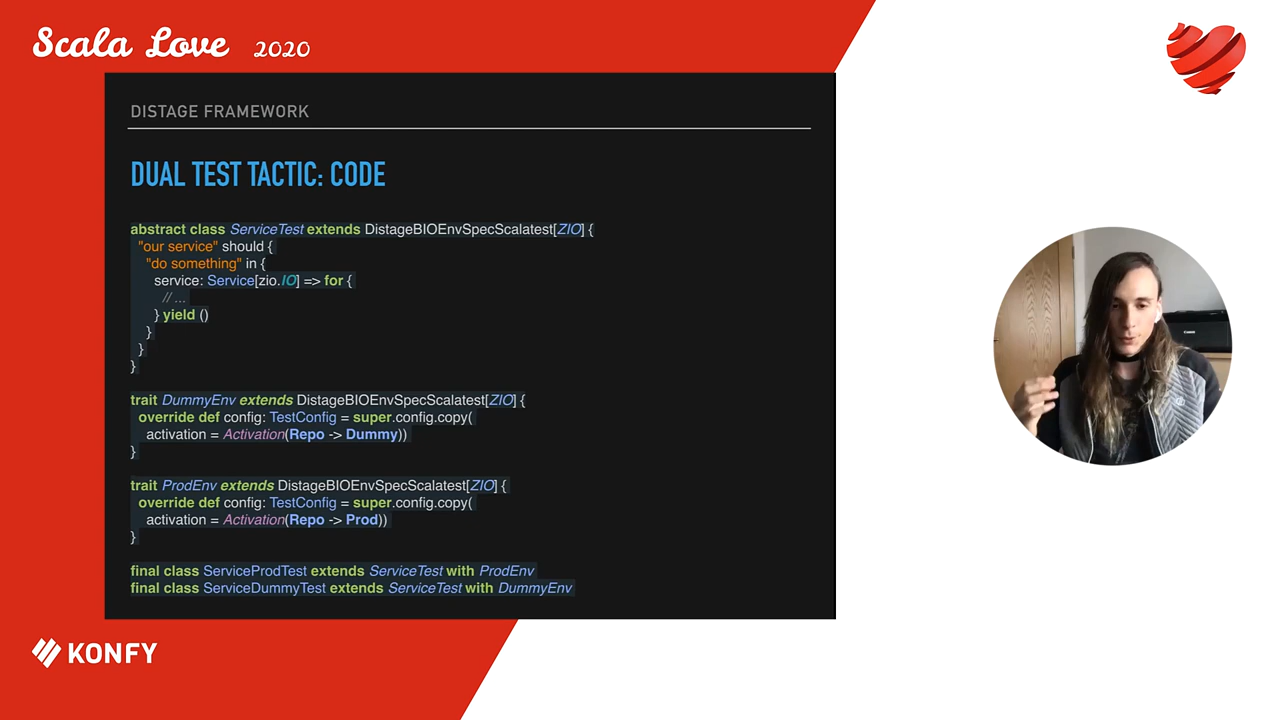 Scala Love 2020
DISTAGE FRAMEWORK
DUAL TEST TACTIC: CODE
abstract class ServiceTest extends DistageBIOEnvSpecScalatest[ZIO] {
"our service" should {
"do something" in {
service: Service[zio.IO] => for {
// ...
} yield ()
}
}
}
trait DummyEnv extends DistageBIOEnvSpecScalatest[ZIO] {
override def config: TestConfig = super.config.copy(
activation = Activation(Repo -> Dummy))
}
trait ProdEnv extends DistageBIOEnvSpecScalatest[ZIO] {
override def config: TestConfig = super.config.copy(
activation = Activation(Repo -> Prod))
}
final class ServiceProdTest extends ServiceTest with ProdEnv
final class ServiceDummyTest extends ServiceTest with DummyEnv
Canon
KONFY